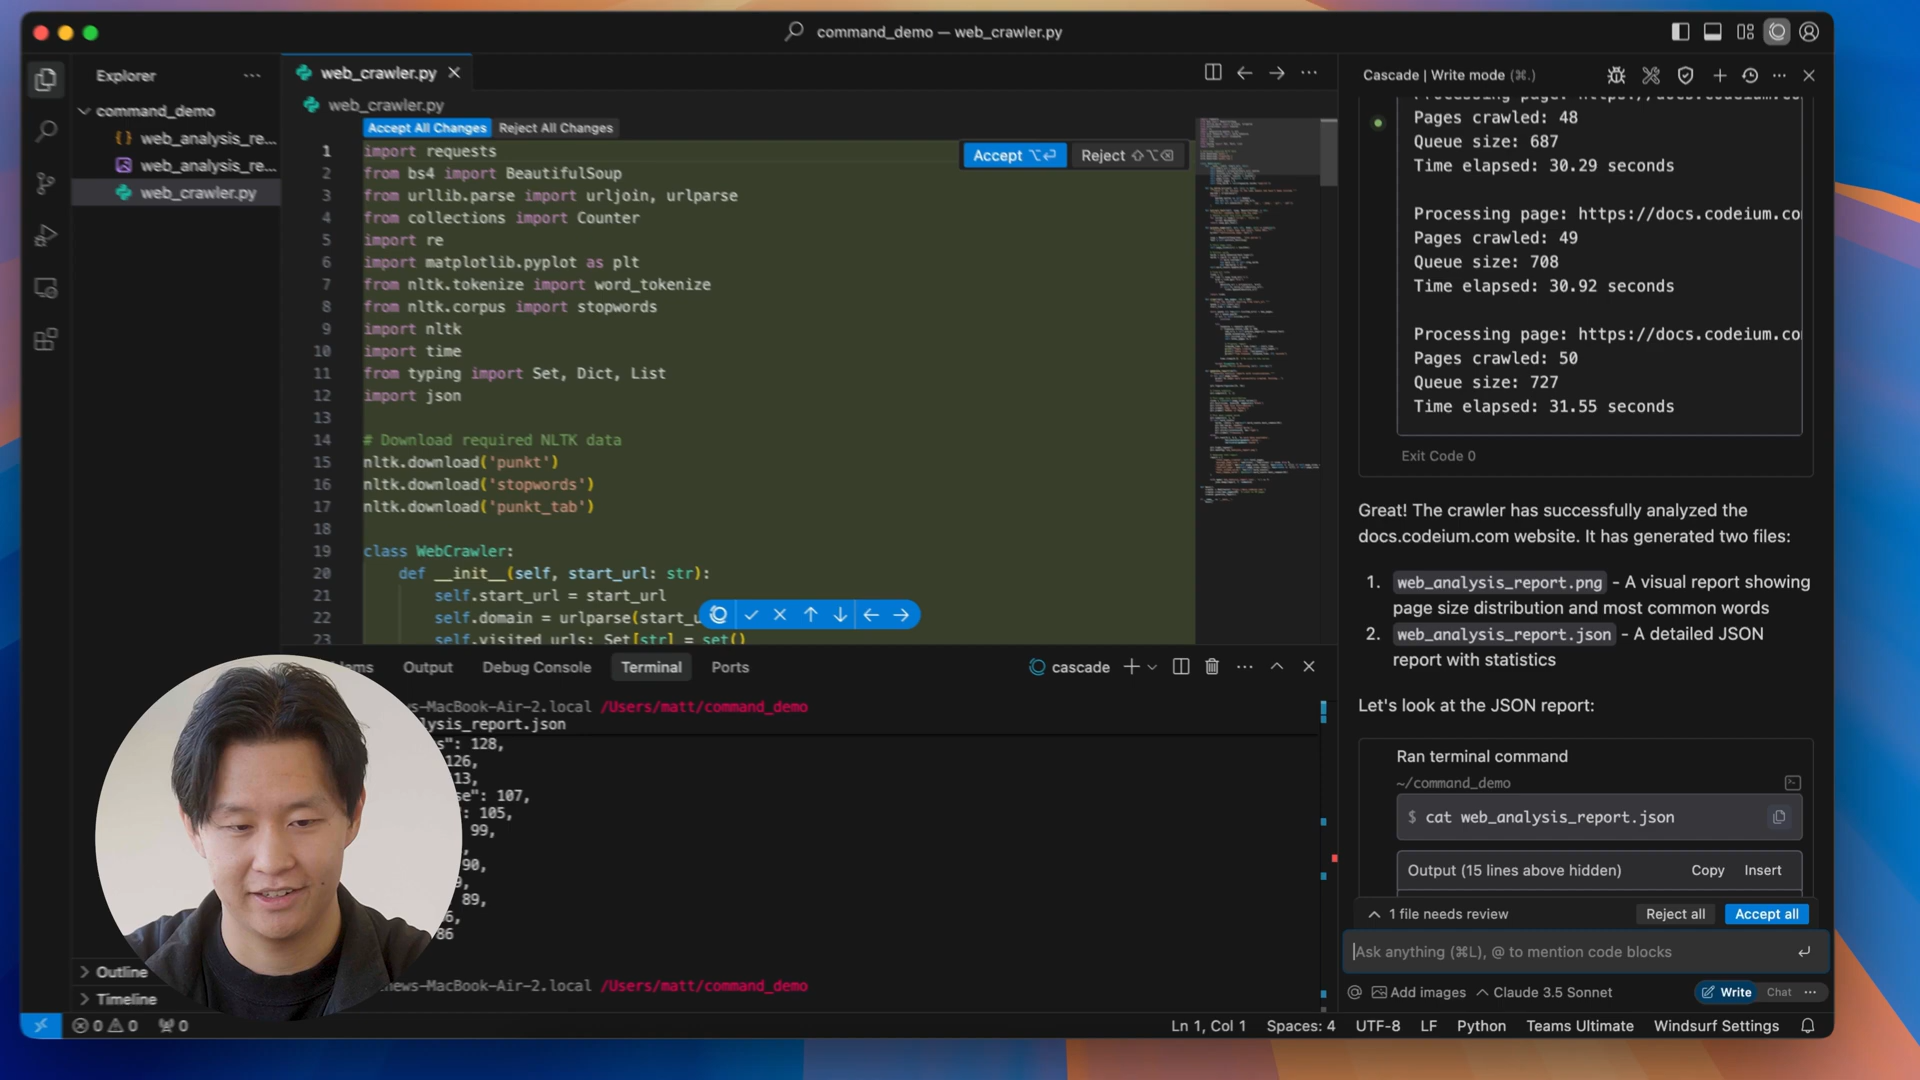 command_demo — web_crawler.py
Explorer
command_demo
web_analysis_re...
web_analysis_re...
web_crawler.py
web_crawler.py
web_crawler.py
Accept All Changes Reject All Changes
Accept ⌥⏎ Reject ⇧⌥⌫
1 import requests
2 from bs4 import BeautifulSoup
3 from urllib.parse import urljoin, urlparse
4 from collections import Counter
5 import re
6 import matplotlib.pyplot as plt
7 from nltk.tokenize import word_tokenize
8 from nltk.corpus import stopwords
9 import nltk
10 import time
11 from typing import Set, Dict, List
12 import json
13
14 # Download required NLTK data
15 nltk.download('punkt')
16 nltk.download('stopwords')
17 nltk.download('punkt_tab')
18
19 class WebCrawler:
20 def __init__(self, start_url: str):
21 self.start_url = start_url
22 self.domain = urlparse(start_u
23 self.visited_urls: Set[str] = set()
ems Output Debug Console Terminal Ports
cascade
s-MacBook-Air-2.local /Users/matt/command_demo
lysis_report.json
s": 128,
126,
13,
se": 107,
: 105,
99,
,
90,
9,
89,
6,
86
hews-MacBook-Air-2.local /Users/matt/command_demo
Outline
Timeline
0 0 0
Ln 1, Col 1 Spaces: 4 UTF-8 LF Python Teams Ultimate Windsurf Settings
Cascade | Write mode (⌘.)
Processing page: https://docs.codeium.co
Pages crawled: 48
Queue size: 687
Time elapsed: 30.29 seconds
Processing page: https://docs.codeium.co
Pages crawled: 49
Queue size: 708
Time elapsed: 30.92 seconds
Processing page: https://docs.codeium.co
Pages crawled: 50
Queue size: 727
Time elapsed: 31.55 seconds
Exit Code 0
Great! The crawler has successfully analyzed the
docs.codeium.com website. It has generated two files:
1. web_analysis_report.png - A visual report showing
page size distribution and most common words
2. web_analysis_report.json - A detailed JSON
report with statistics
Let's look at the JSON report:
Ran terminal command
~/command_demo
$ cat web_analysis_report.json
Output (15 lines above hidden) Copy Insert
1 file needs review Reject all Accept all
Ask anything (⌘L), @ to mention code blocks
@ Add images Claude 3.5 Sonnet Write Chat